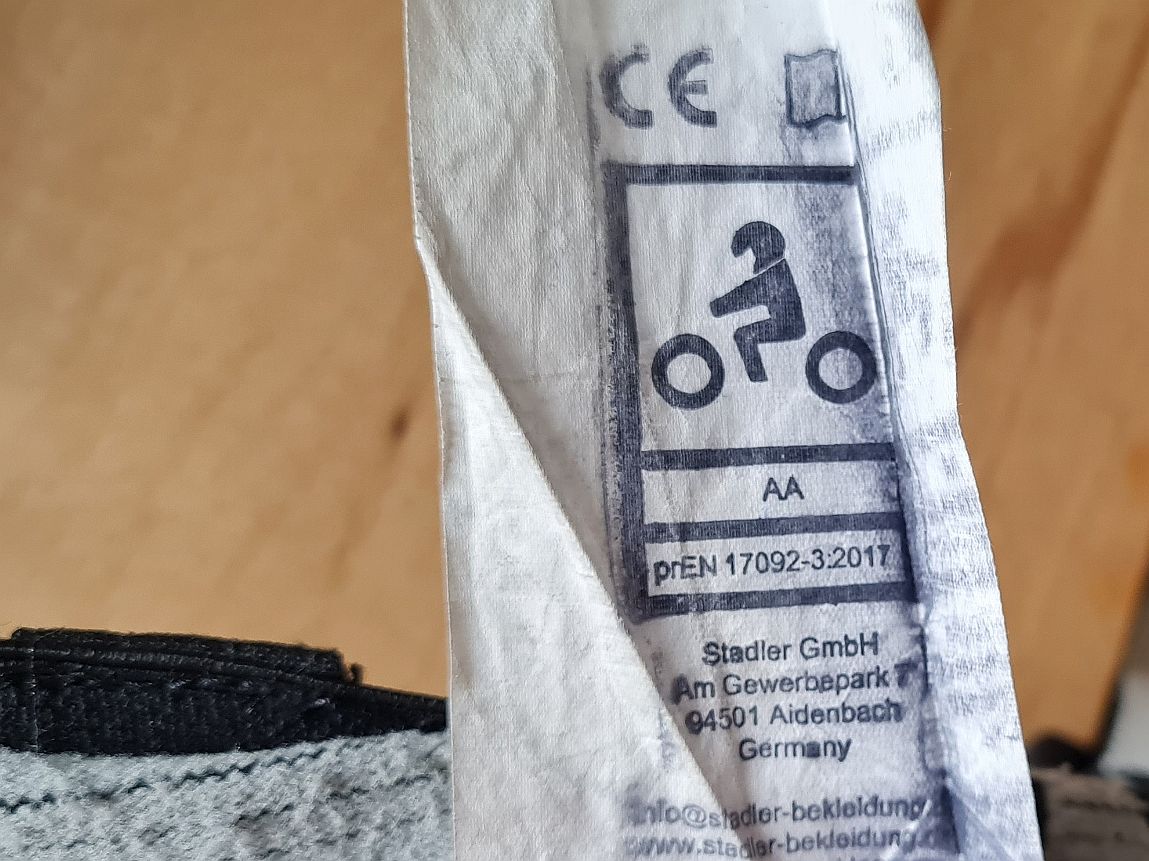 CE
AA
prEN 17092-3:2017
Stadler GmbH
Am Gewerbepark 7
94501 Aidenbach
Germany
info@stadler-bekleidung
www.stadler-bekleidung.